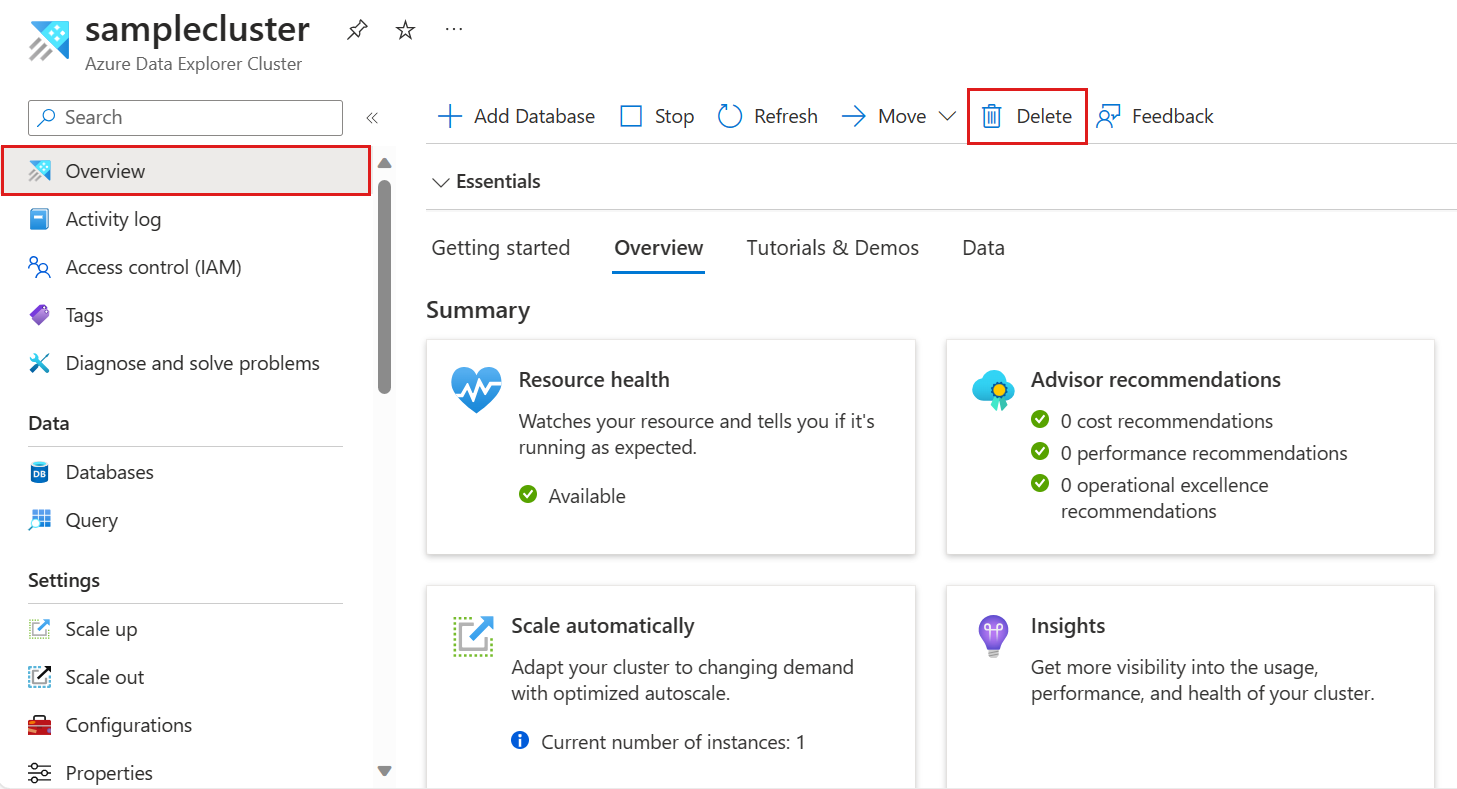 samplecluster
Azure Data Explorer Cluster
Search
Overview
Activity log
Access control (IAM)
Tags
Diagnose and solve problems
Data
DB
Databases
Query
Settings
Scale up
Scale out
Configurations
Properties
Add Database
Stop
Refresh
Move
Delete
Feedback
Essentials
Getting started
Overview
Tutorials & Demos
Data
Summary
Resource health
Watches your resource and tells you if it's
running as expected.
Available
Advisor recommendations
0 cost recommendations
0 performance recommendations
0 operational excellence
recommendations
Scale automatically
Adapt your cluster to changing demand
with optimized autoscale.
Current number of instances: 1
Insights
Get more visibility into the usage,
performance, and health of your cluster.